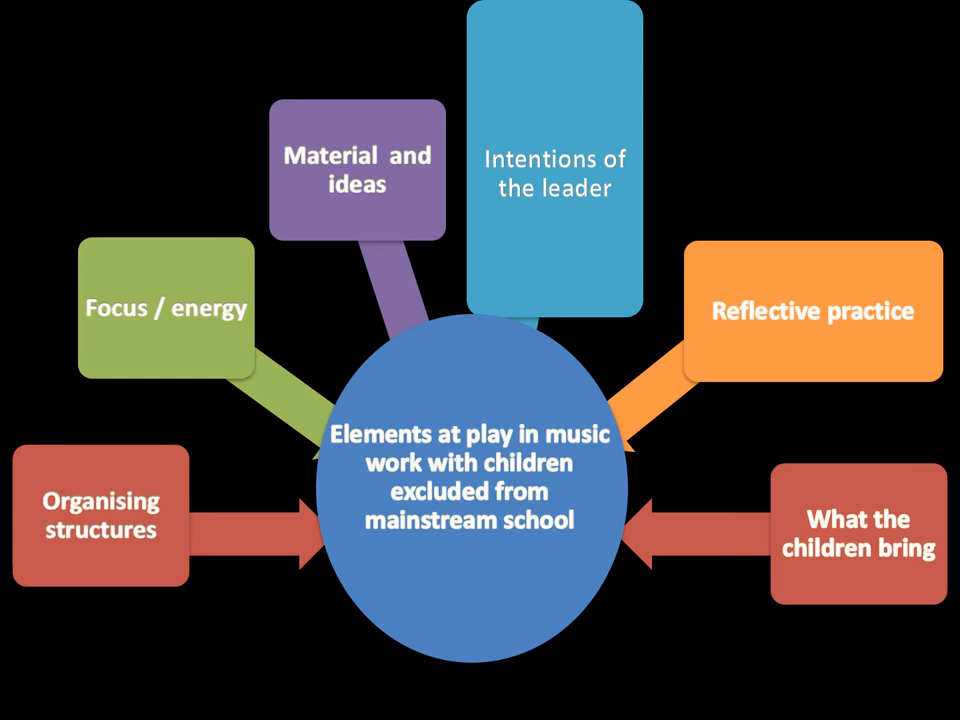 Material  and
ideas
Intentions of
the leader
Focus / energy
Reflective practice
Elements at play in music
work with children
excluded from
mainstream school
Organising
structures
What the
children bring